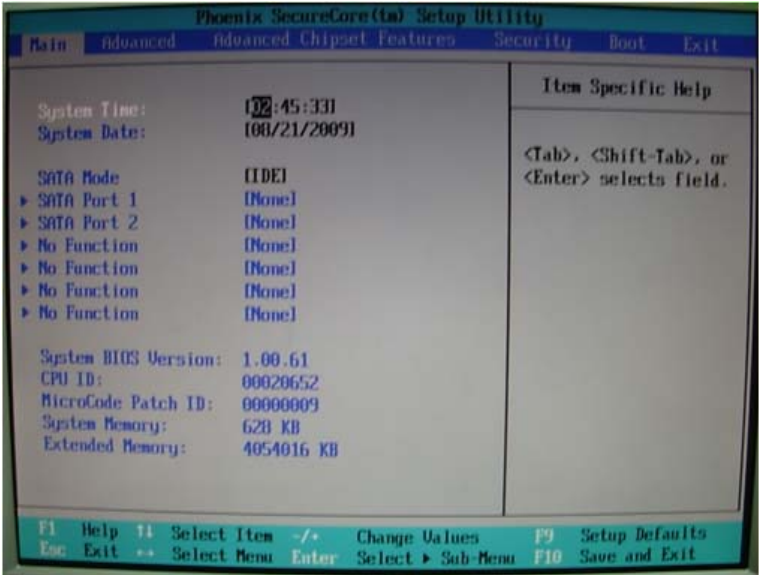 Phoenix SecureCore(tm) Setup Utility
Main Advanced Advanced Chipset Features Security Boot Exit
Item Specific Help
System Time: [02:45:33]
System Date: [08/21/2009]
<Tab>, <Shift-Tab>, or
<Enter> selects field.
SATA Mode [IDE]
▶ SATA Port 1 [None]
▶ SATA Port 2 [None]
▶ No Function [None]
▶ No Function [None]
▶ No Function [None]
▶ No Function [None]
System BIOS Version: 1.00.61
CPU ID: 00020652
MicroCode Patch ID: 00000009
System Memory: 628 KB
Extended Memory: 4054016 KB
F1 Help ↑↓ Select Item -/+ Change Values F9 Setup Defaults
Esc Exit ↔ Select Menu Enter Select ▶ Sub-Menu F10 Save and Exit